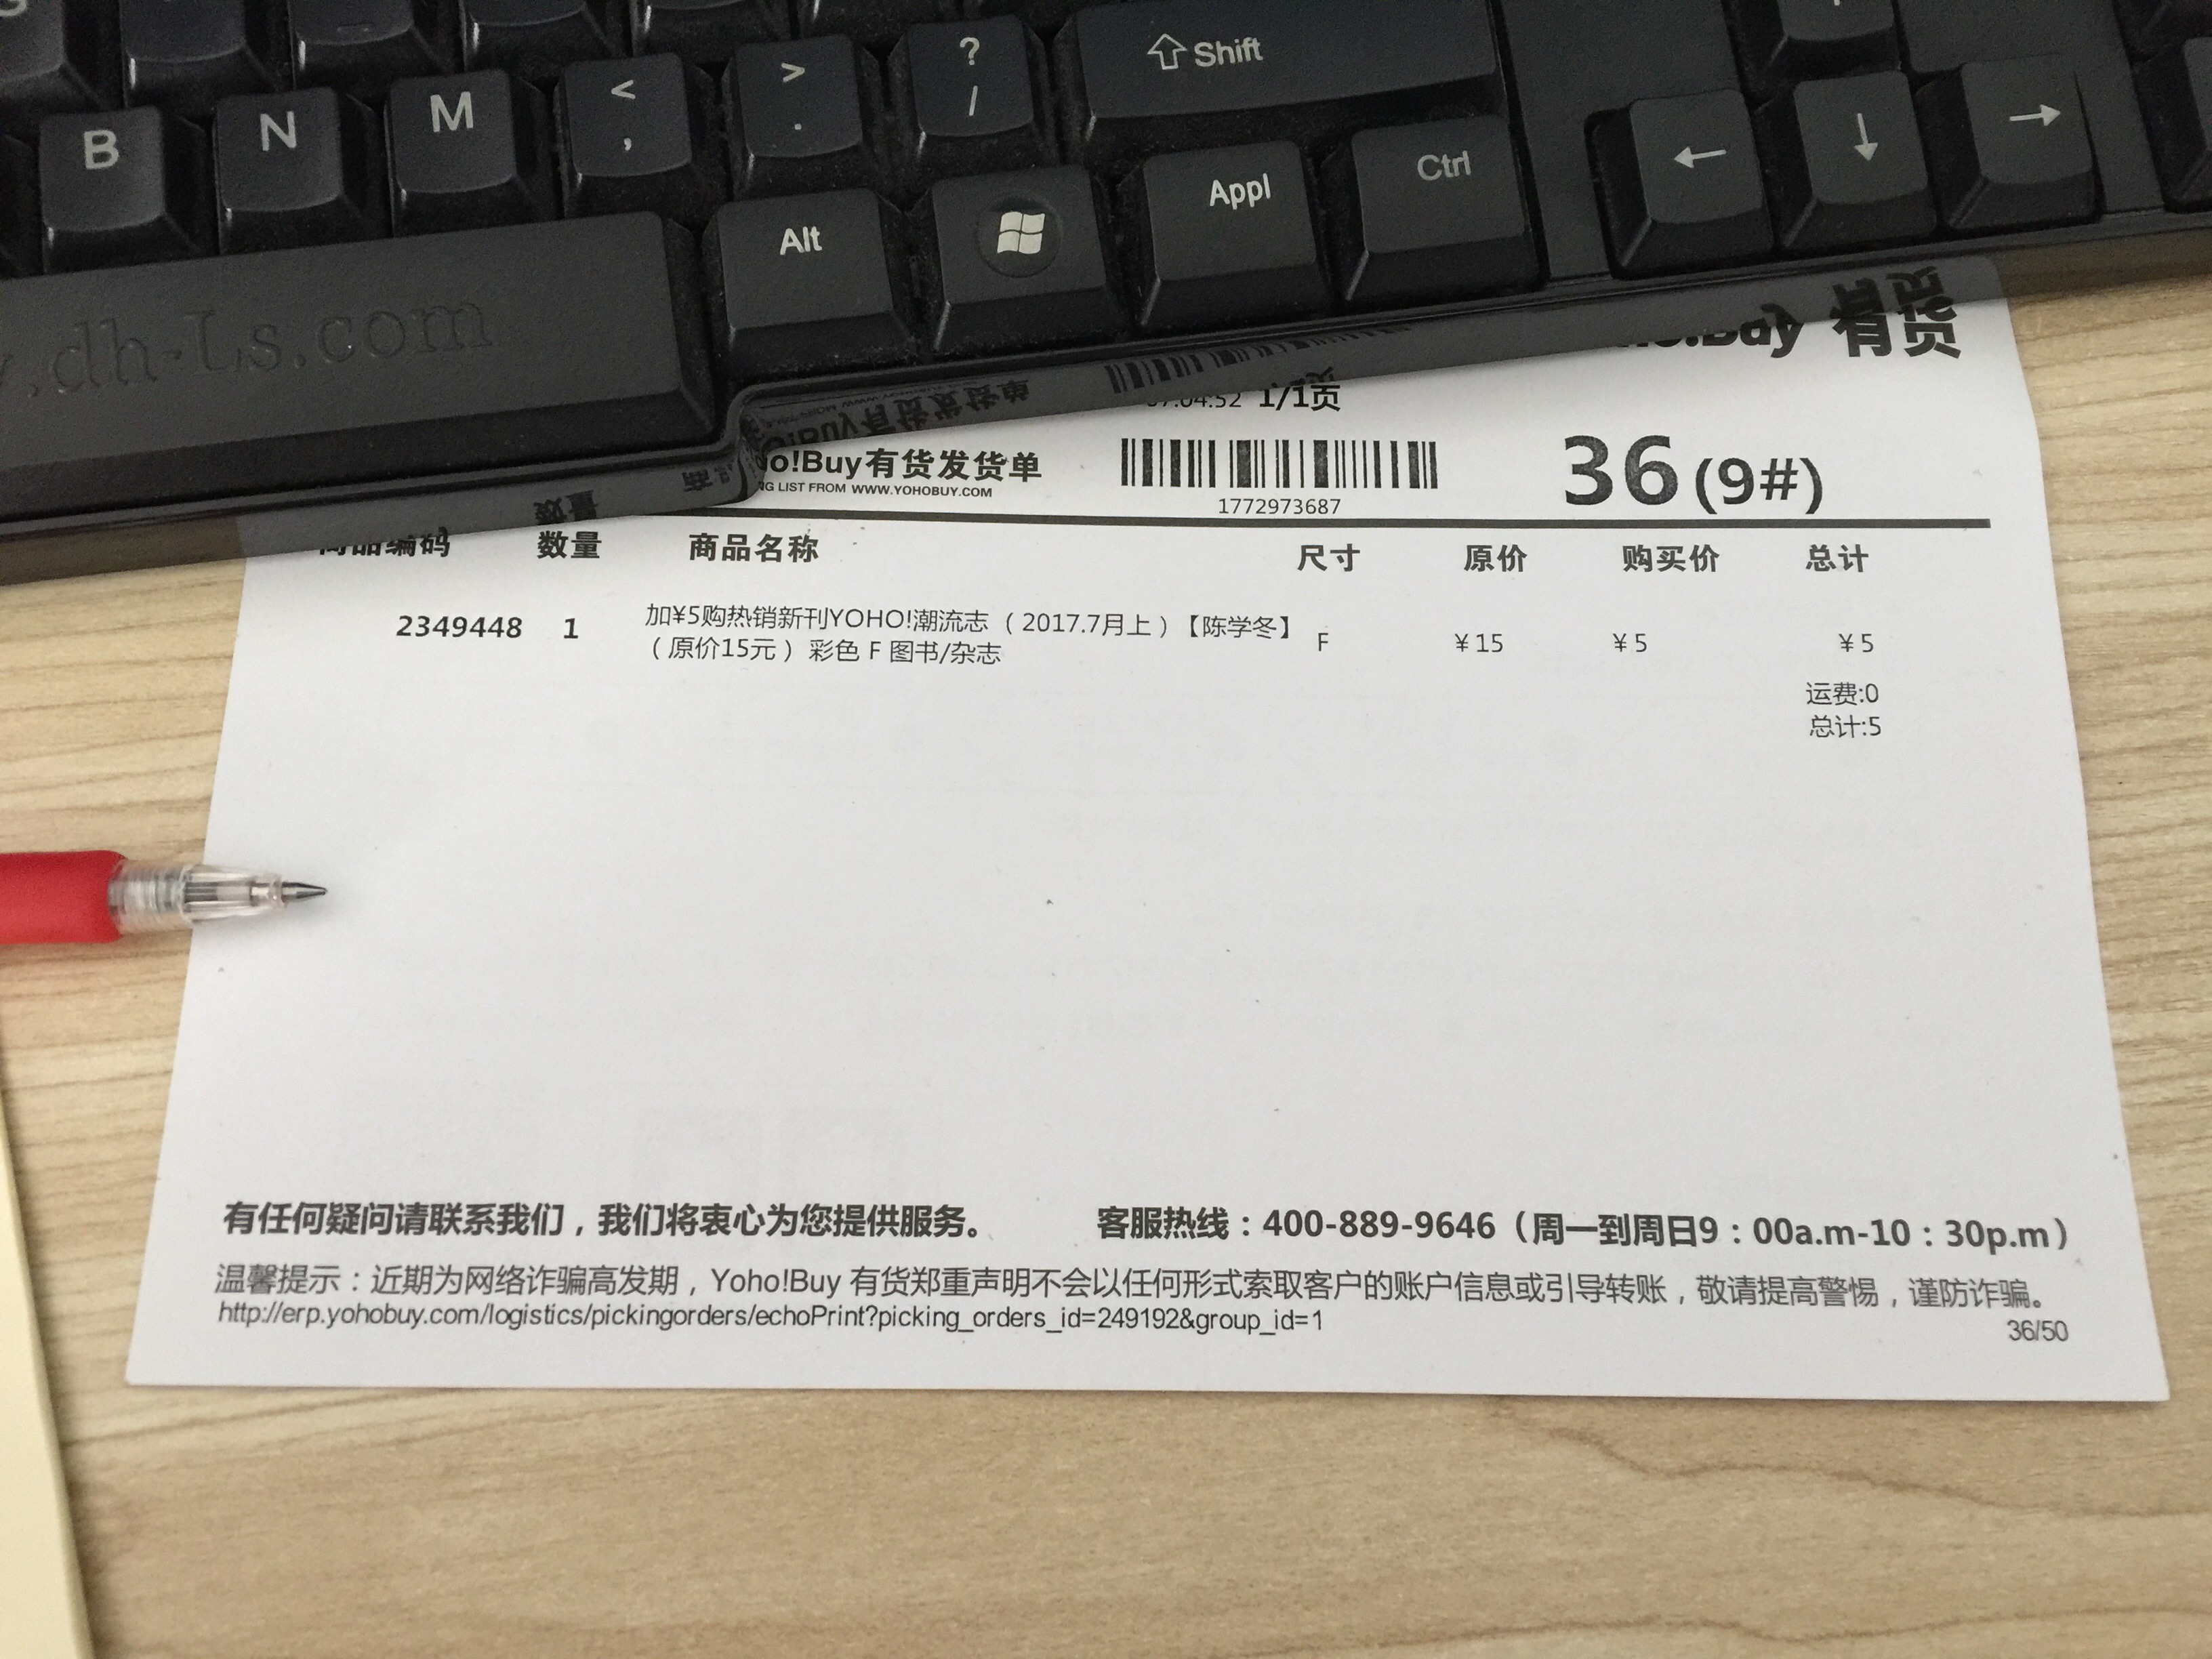 有货
1/1页
o!Buy有货发货单
NG LIST FROM WWW.YOHOBUY.COM
1772973687
36(9#)
商品编码 数量 商品名称 尺寸 原价 购买价 总计
2349448 1 加¥5购热销新刊YOHO!潮流志（2017.7月上）【陈学冬】 F ¥15 ¥5 ¥5
（原价15元）彩色 F 图书/杂志
运费:0
总计:5
有任何疑问请联系我们，我们将衷心为您提供服务。 客服热线：400-889-9646（周一到周日9：00a.m-10：30p.m）
温馨提示：近期为网络诈骗高发期，Yoho!Buy 有货郑重声明不会以任何形式索取客户的账户信息或引导转账，敬请提高警惕，谨防诈骗。
http://erp.yohobuy.com/logistics/pickingorders/echoPrint?picking_orders_id=249192&group_id=1
36/50
dh-Ls.com
B
N
M
< ,
> .
? /
Alt
Appl
Ctrl
Shift